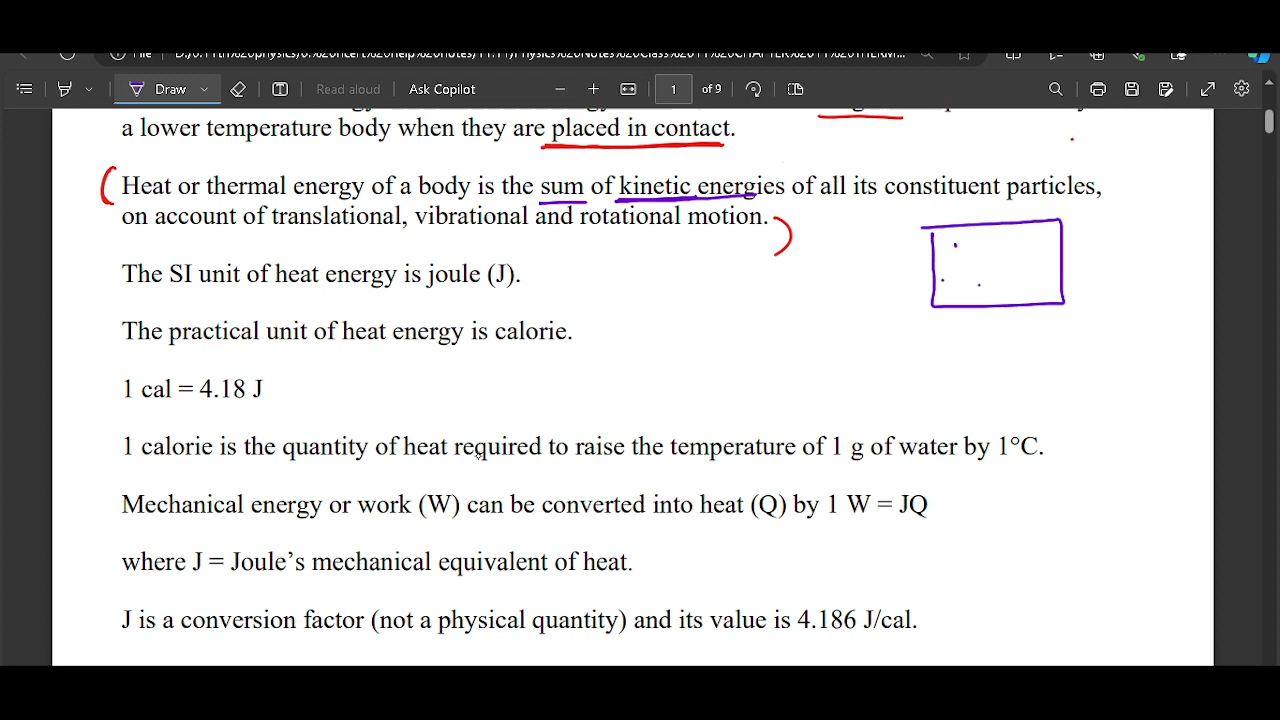 Draw
Read aloud
Ask Copilot
1
of 9
a lower temperature body when they are placed in contact.
Heat or thermal energy of a body is the sum of kinetic energies of all its constituent particles,
on account of translational, vibrational and rotational motion.
The SI unit of heat energy is joule (J).
The practical unit of heat energy is calorie.
1 cal = 4.18 J
1 calorie is the quantity of heat required to raise the temperature of 1 g of water by 1°C.
Mechanical energy or work (W) can be converted into heat (Q) by 1 W = JQ
where J = Joule’s mechanical equivalent of heat.
J is a conversion factor (not a physical quantity) and its value is 4.186 J/cal.